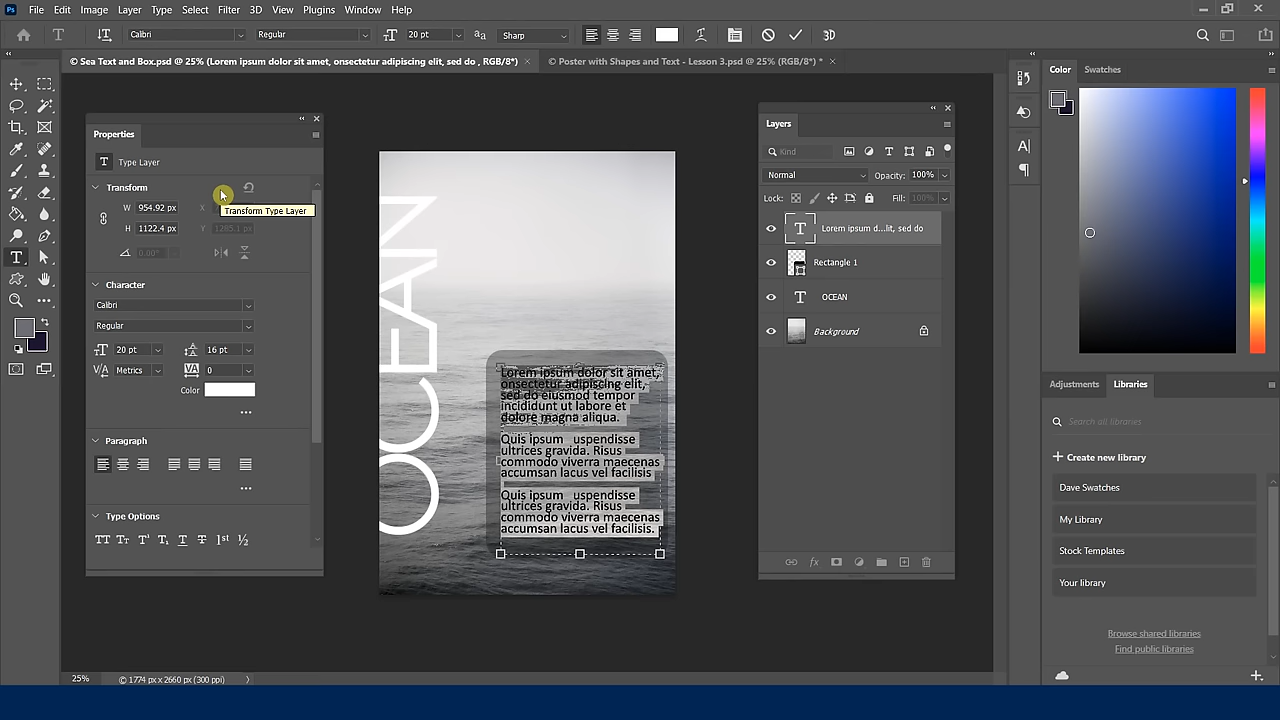 Ps File Edit Image Layer Type Select Filter 3D View Plugins Window Help
T Calibri Regular 20 pt Sharp 3D
© Sea Text and Box.psd @ 25% (Lorem ipsum dolor sit amet, onsectetur adipiscing elit, sed do , RGB/8*) × © Poster with Shapes and Text - Lesson 3.psd @ 25% (RGB/8*) * ×
Properties
T Type Layer
Transform
W 954.92 px X
Transform Type Layer
H 1122.4 px Y 1285.1 px
0.00°
Character
Calibri
Regular
20 pt 16 pt
Metrics 0
Color
Paragraph
Type Options
OCEAN
Lorem ipsum dolor sit amet,
onsectetur adipiscing elit,
sed do eiusmod tempor
incididunt ut labore et
dolore magna aliqua.
Quis ipsum uspendisse
ultrices gravida. Risus
commodo viverra maecenas
accumsan lacus vel facilisis
Quis ipsum uspendisse
ultrices gravida. Risus
commodo viverra maecenas
accumsan lacus vel facilisis.
Layers
Kind
Normal Opacity: 100%
Lock: Fill: 100%
T Lorem ipsum d...lit, sed do
Rectangle 1
T OCEAN
Background
Color Swatches
Adjustments Libraries
Search all libraries
+ Create new library
Dave Swatches
My Library
Stock Templates
Your library
Browse shared libraries
Find public libraries
25% © 1774 px x 2660 px (300 ppi)